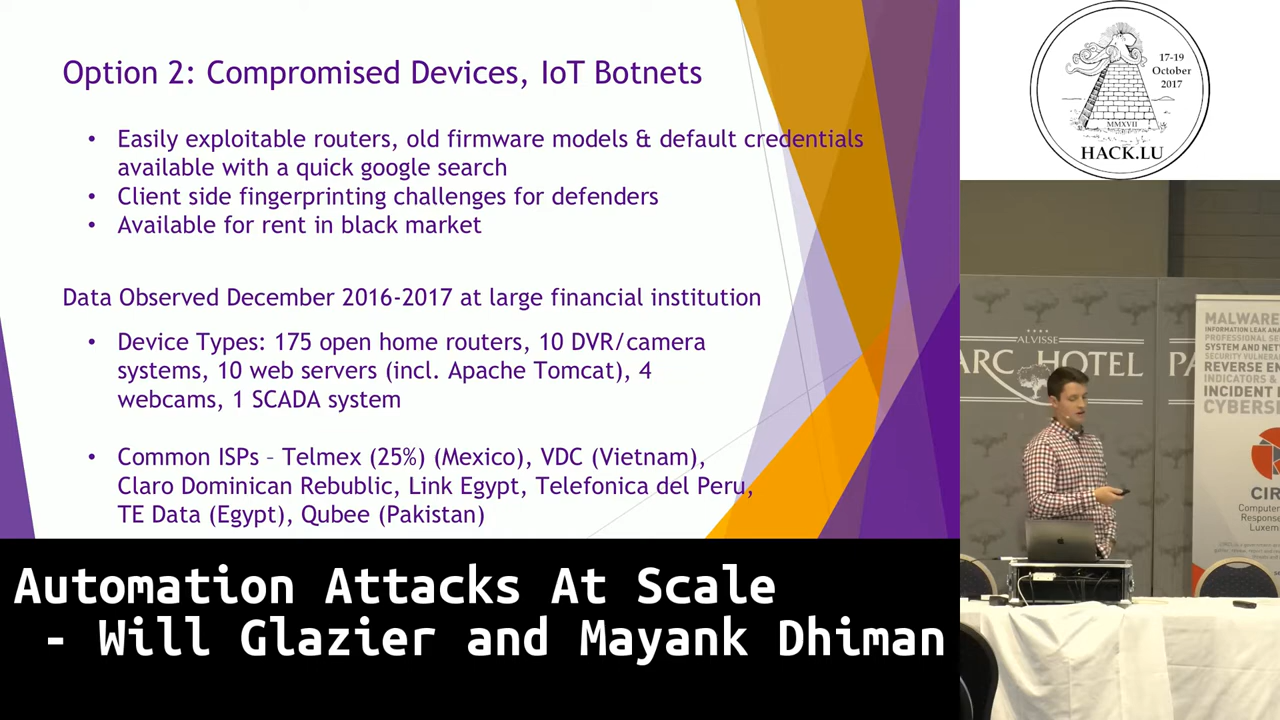 Option 2: Compromised Devices, IoT Botnets
• Easily exploitable routers, old firmware models & default credentials
available with a quick google search
• Client side fingerprinting challenges for defenders
• Available for rent in black market
Data Observed December 2016-2017 at large financial institution
• Device Types: 175 open home routers, 10 DVR/camera
systems, 10 web servers (incl. Apache Tomcat), 4
webcams, 1 SCADA system
• Common ISPs – Telmex (25%) (Mexico), VDC (Vietnam),
Claro Dominican Rebublic, Link Egypt, Telefonica del Peru,
TE Data (Egypt), Qubee (Pakistan)
17-19
October
2017
MMXVII
HACK.LU
ALVISSE
ARC HOTEL
PA
MALWARE
INFORMATION LEAK ANA
PROFESSIONAL SE
SYSTEM AND NET
SECURITY VULNERA
REVERSE EN
INDICATORS &
INCIDENT
CYBERSE
CIR
Compute
Respons
Luxem
Automation Attacks At Scale
- Will Glazier and Mayank Dhiman